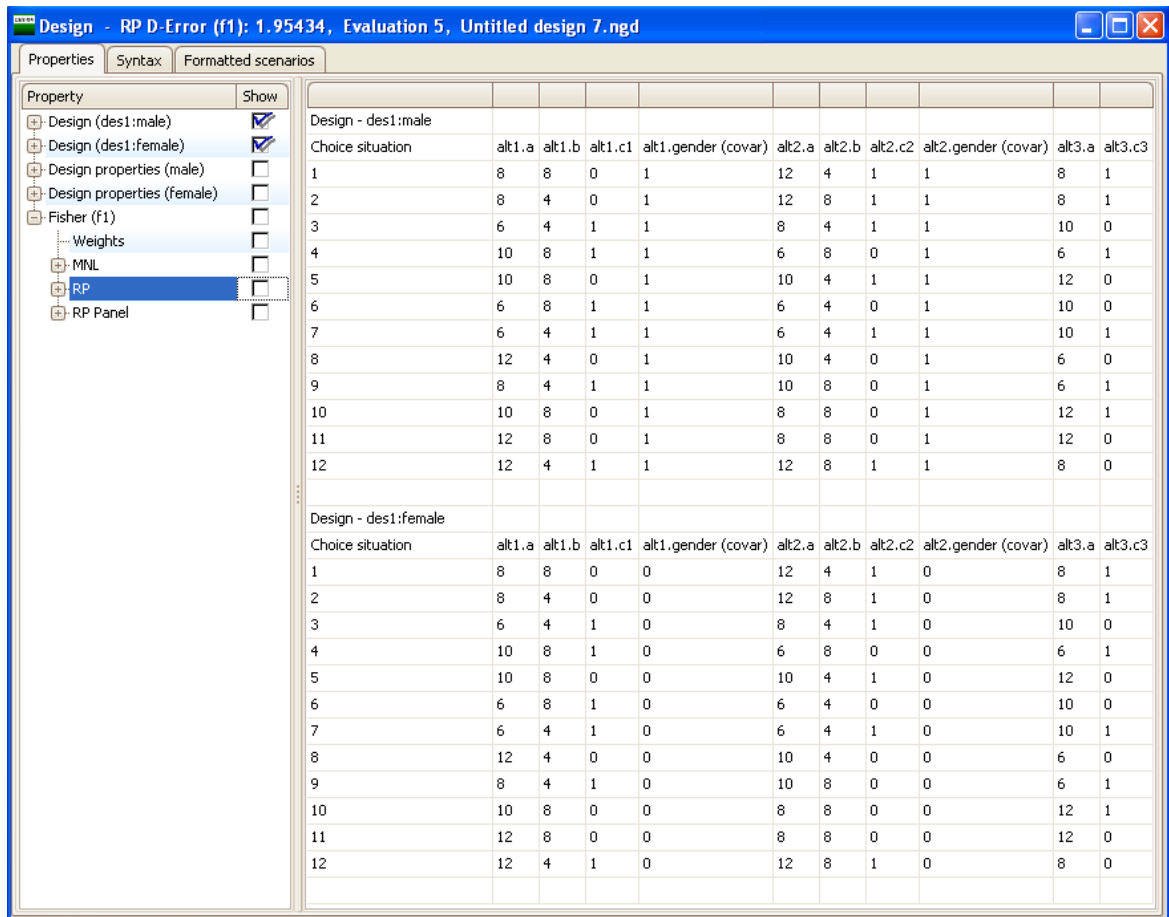 Design - RP D-Error (f1): 1.95434, Evaluation 5, Untitled design 7.ngd
Properties Syntax Formatted scenarios
Property Show
Design (des1:male)
Design (des1:female)
Design properties (male)
Design properties (female)
Fisher (f1)
Weights
MNL
RP
RP Panel
Design - des1:male
Choice situation alt1.a alt1.b alt1.c1 alt1.gender (covar) alt2.a alt2.b alt2.c2 alt2.gender (covar) alt3.a alt3.c3
1 8 8 0 1 12 4 1 1 8 1
2 8 4 0 1 12 8 1 1 8 1
3 6 4 1 1 8 4 1 1 10 0
4 10 8 1 1 6 8 0 1 6 1
5 10 8 0 1 10 4 1 1 12 0
6 6 8 1 1 6 4 0 1 10 0
7 6 4 1 1 6 4 1 1 10 1
8 12 4 0 1 10 4 0 1 6 0
9 8 4 1 1 10 8 0 1 6 1
10 10 8 0 1 8 8 0 1 12 1
11 12 8 0 1 8 8 0 1 12 0
12 12 4 1 1 12 8 1 1 8 0
Design - des1:female
Choice situation alt1.a alt1.b alt1.c1 alt1.gender (covar) alt2.a alt2.b alt2.c2 alt2.gender (covar) alt3.a alt3.c3
1 8 8 0 0 12 4 1 0 8 1
2 8 4 0 0 12 8 1 0 8 1
3 6 4 1 0 8 4 1 0 10 0
4 10 8 1 0 6 8 0 0 6 1
5 10 8 0 0 10 4 1 0 12 0
6 6 8 1 0 6 4 0 0 10 0
7 6 4 1 0 6 4 1 0 10 1
8 12 4 0 0 10 4 0 0 6 0
9 8 4 1 0 10 8 0 0 6 1
10 10 8 0 0 8 8 0 0 12 1
11 12 8 0 0 8 8 0 0 12 0
12 12 4 1 0 12 8 1 0 8 0